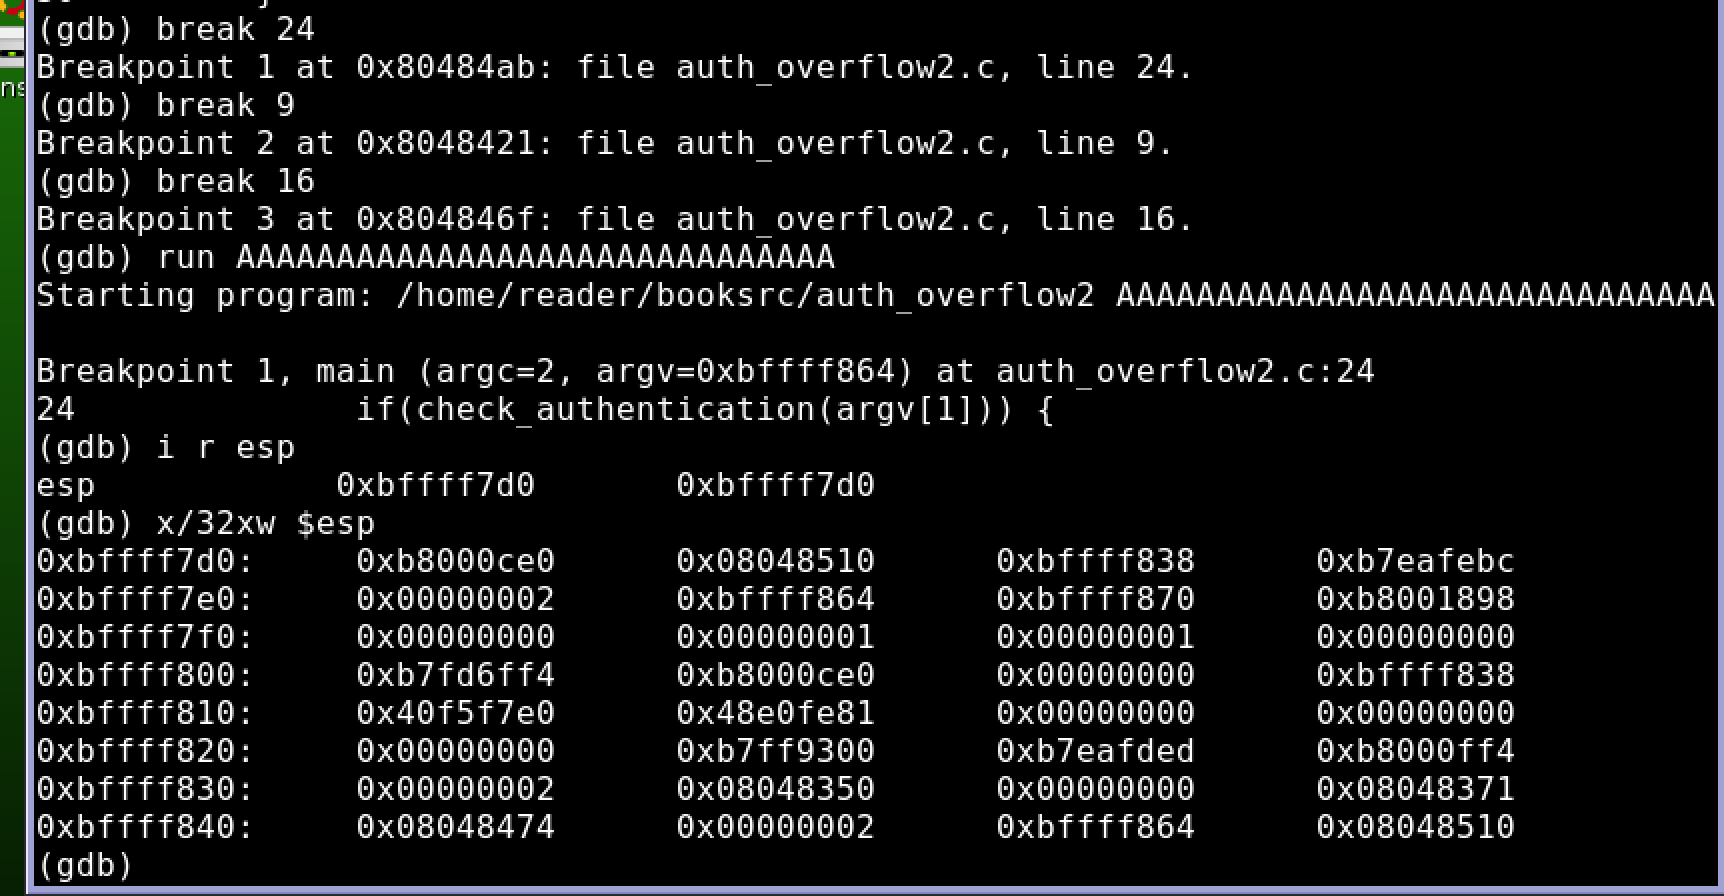 (gdb) break 24
Breakpoint 1 at 0x80484ab: file auth_overflow2.c, line 24.
(gdb) break 9
Breakpoint 2 at 0x8048421: file auth_overflow2.c, line 9.
(gdb) break 16
Breakpoint 3 at 0x804846f: file auth_overflow2.c, line 16.
(gdb) run AAAAAAAAAAAAAAAAAAAAAAAAAAAAAA
Starting program: /home/reader/booksrc/auth_overflow2 AAAAAAAAAAAAAAAAAAAAAAAAAAAAAA
Breakpoint 1, main (argc=2, argv=0xbffff864) at auth_overflow2.c:24
24              if(check_authentication(argv[1])) {
(gdb) i r esp
esp            0xbffff7d0       0xbffff7d0
(gdb) x/32xw $esp
0xbffff7d0:     0xb8000ce0      0x08048510      0xbffff838      0xb7eafebc
0xbffff7e0:     0x00000002      0xbffff864      0xbffff870      0xb8001898
0xbffff7f0:     0x00000000      0x00000001      0x00000001      0x00000000
0xbffff800:     0xb7fd6ff4      0xb8000ce0      0x00000000      0xbffff838
0xbffff810:     0x40f5f7e0      0x48e0fe81      0x00000000      0x00000000
0xbffff820:     0x00000000      0xb7ff9300      0xb7eafded      0xb8000ff4
0xbffff830:     0x00000002      0x08048350      0x00000000      0x08048371
0xbffff840:     0x08048474      0x00000002      0xbffff864      0x08048510
(gdb)